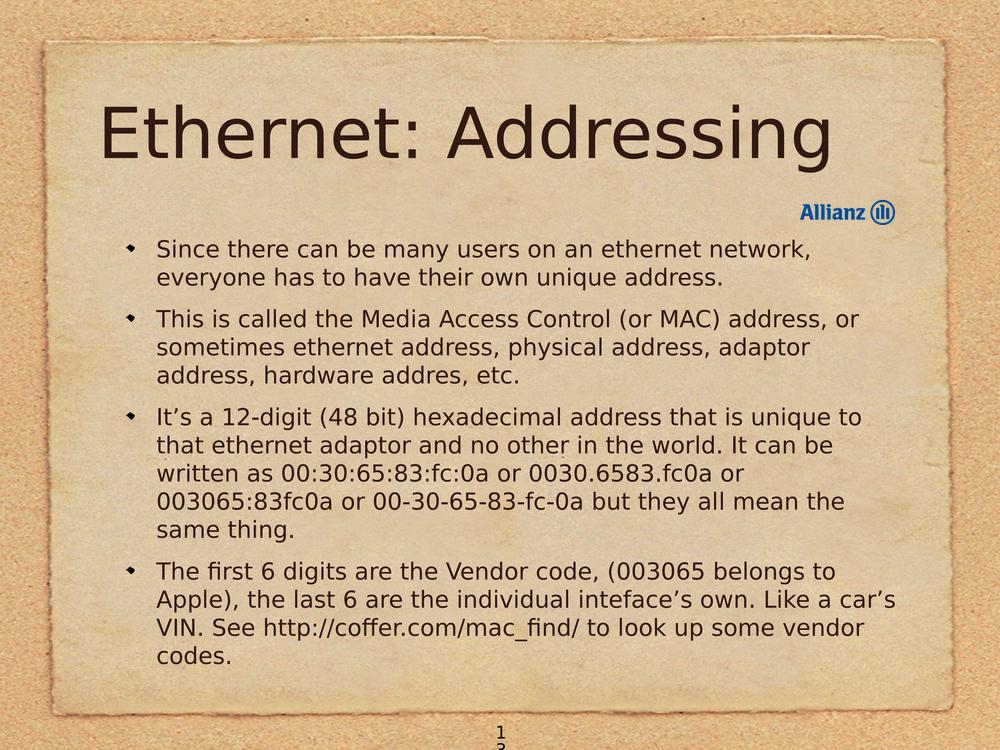 Ethernet: Addressing
Allianz
Since there can be many users on an ethernet network,
everyone has to have their own unique address.
This is called the Media Access Control (or MAC) address, or
sometimes ethernet address, physical address, adaptor
address, hardware addres, etc.
It’s a 12-digit (48 bit) hexadecimal address that is unique to
that ethernet adaptor and no other in the world. It can be
written as 00:30:65:83:fc:0a or 0030.6583.fc0a or
003065:83fc0a or 00-30-65-83-fc-0a but they all mean the
same thing.
The first 6 digits are the Vendor code, (003065 belongs to
Apple), the last 6 are the individual inteface’s own. Like a car’s
VIN. See http://coffer.com/mac_find/ to look up some vendor
codes.
1